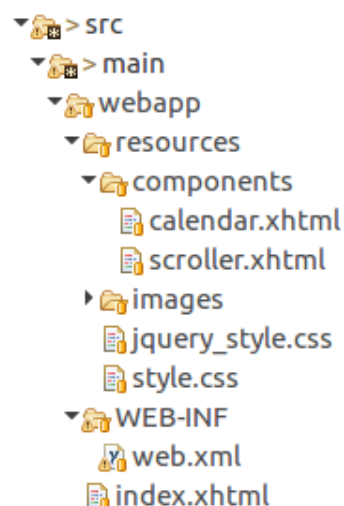 > src
> main
webapp
resources
components
calendar.xhtml
scroller.xhtml
images
jquery_style.css
style.css
WEB-INF
web.xml
index.xhtml